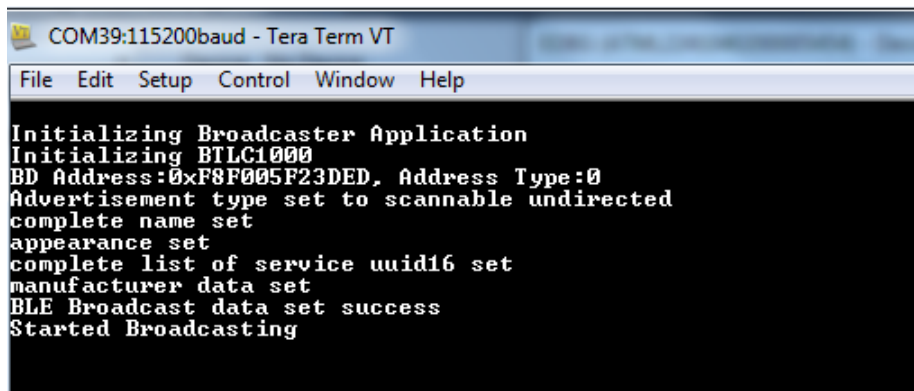 COM39:115200baud - Tera Term VT
File Edit Setup Control Window Help
Initializing Broadcaster Application
Initializing BTLC1000
BD Address:0xF8F005F23DED, Address Type:0
Advertisement type set to scannable undirected
complete name set
appearance set
complete list of service uuid16 set
manufacturer data set
BLE Broadcast data set success
Started Broadcasting